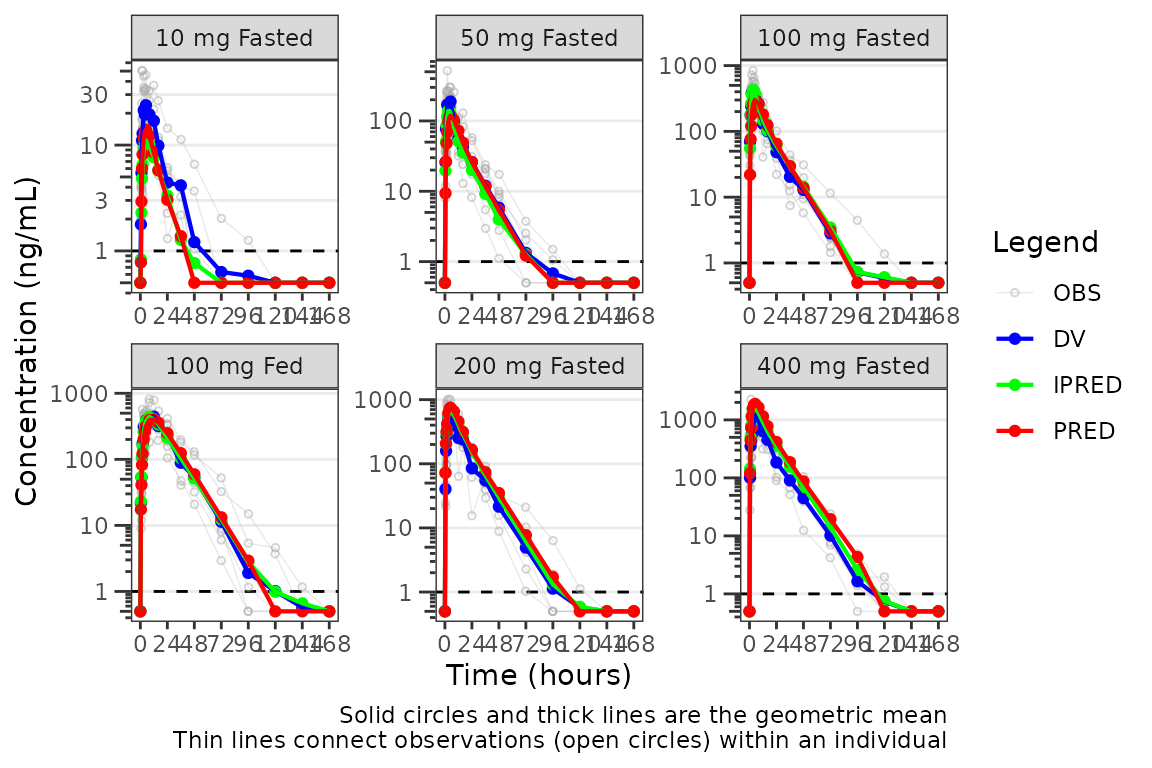 10 mg Fasted
50 mg Fasted
100 mg Fasted
30
10
3
1
100
10
1
1000
100
10
1
0 24 48 72 96 120 144 168
0 24 48 72 96 120 144 168
0 24 48 72 96 120 144 168
100 mg Fed
200 mg Fasted
400 mg Fasted
1000
100
10
1
1000
100
10
1
1000
100
10
1
0 24 48 72 96 120 144 168
0 24 48 72 96 120 144 168
0 24 48 72 96 120 144 168
Concentration (ng/mL)
Time (hours)
Legend
OBS
DV
IPRED
PRED
Solid circles and thick lines are the geometric mean
Thin lines connect observations (open circles) within an individual